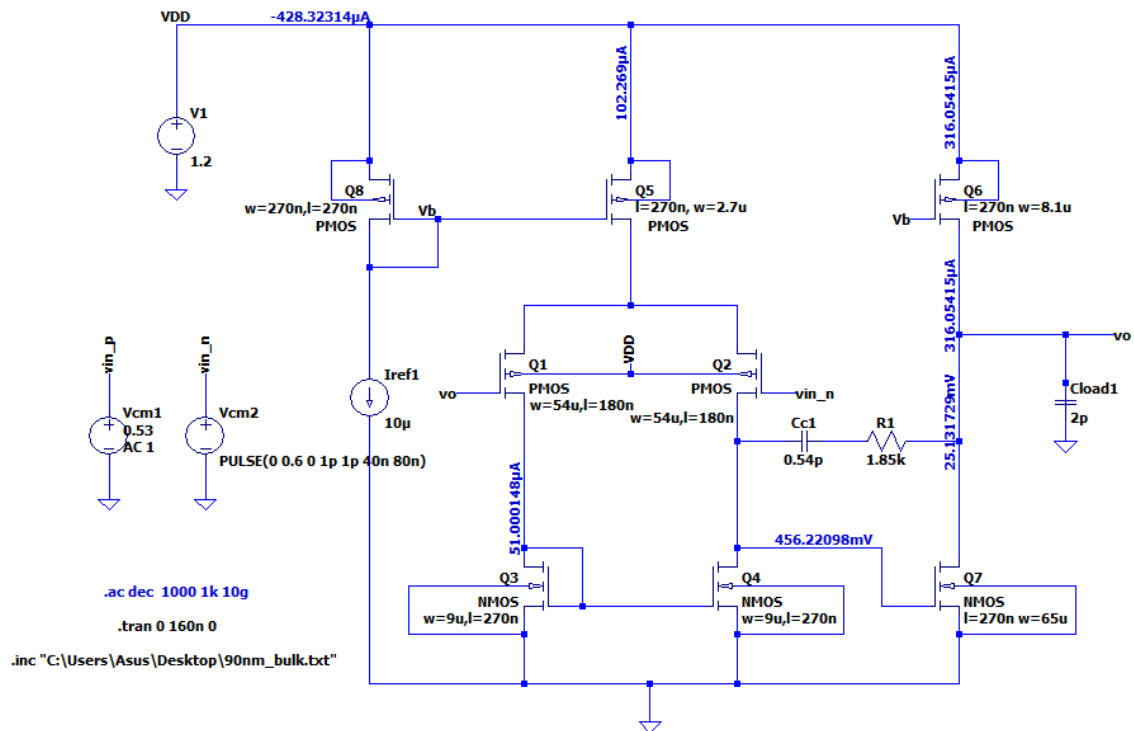 VDD
-428.32314µA
102.269µA
316.05415µA
V1
1.2
Q8
w=270n,l=270n
PMOS
Vb
Q5
l=270n, w=2.7u
PMOS
Q6
Vb
l=270n w=8.1u
PMOS
316.05415µA
vo
vin_p
vin_n
Vcm1
0.53
AC 1
Vcm2
PULSE(0 0.6 0 1p 1p 40n 80n)
Iref1
10µ
VDD
Q1
PMOS
w=54u,l=180n
vo
Q2
PMOS
w=54u,l=180n
vin_n
Cc1
0.54p
R1
1.85k
25.131729mV
Cload1
2p
51.000148µA
456.22098mV
Q3
NMOS
w=9u,l=270n
Q4
NMOS
w=9u,l=270n
Q7
NMOS
l=270n w=65u
.ac dec 1000 1k 10g
.tran 0 160n 0
.inc "C:\Users\Asus\Desktop\90nm_bulk.txt"